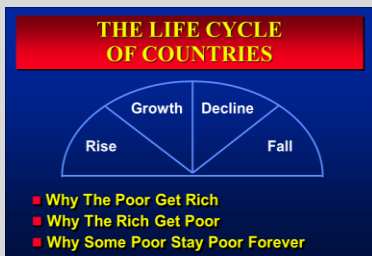 THE LIFE CYCLE
OF COUNTRIES
Growth Decline
Rise Fall
Why The Poor Get Rich
Why The Rich Get Poor
Why Some Poor Stay Poor Forever